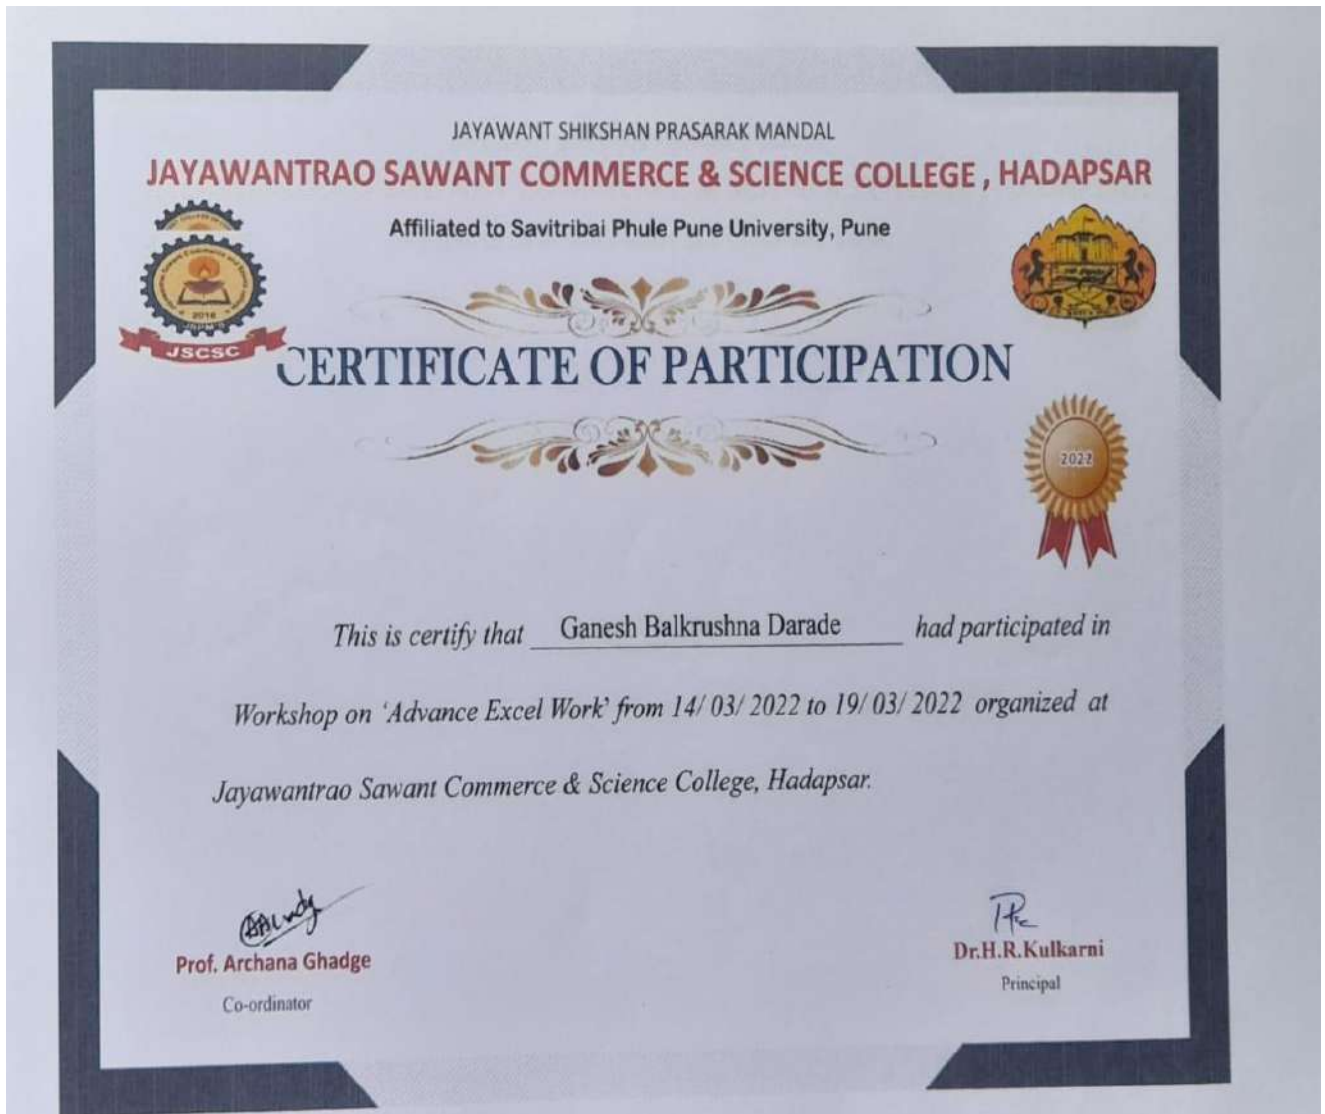 JAYAWANT SHIKSHAN PRASARAK MANDAL
JAYAWANTRAO SAWANT COMMERCE & SCIENCE COLLEGE , HADAPSAR
Affiliated to Savitribai Phule Pune University, Pune
2016
JSPM'S
JSCSC
CERTIFICATE OF PARTICIPATION
2022
This is certify that Ganesh Balkrushna Darade had participated in
Workshop on ‘Advance Excel Work’ from 14/ 03/ 2022 to 19/ 03/ 2022 organized at
Jayawantrao Sawant Commerce & Science College, Hadapsar.
Prof. Archana Ghadge
Co-ordinator
Dr.H.R.Kulkarni
Principal